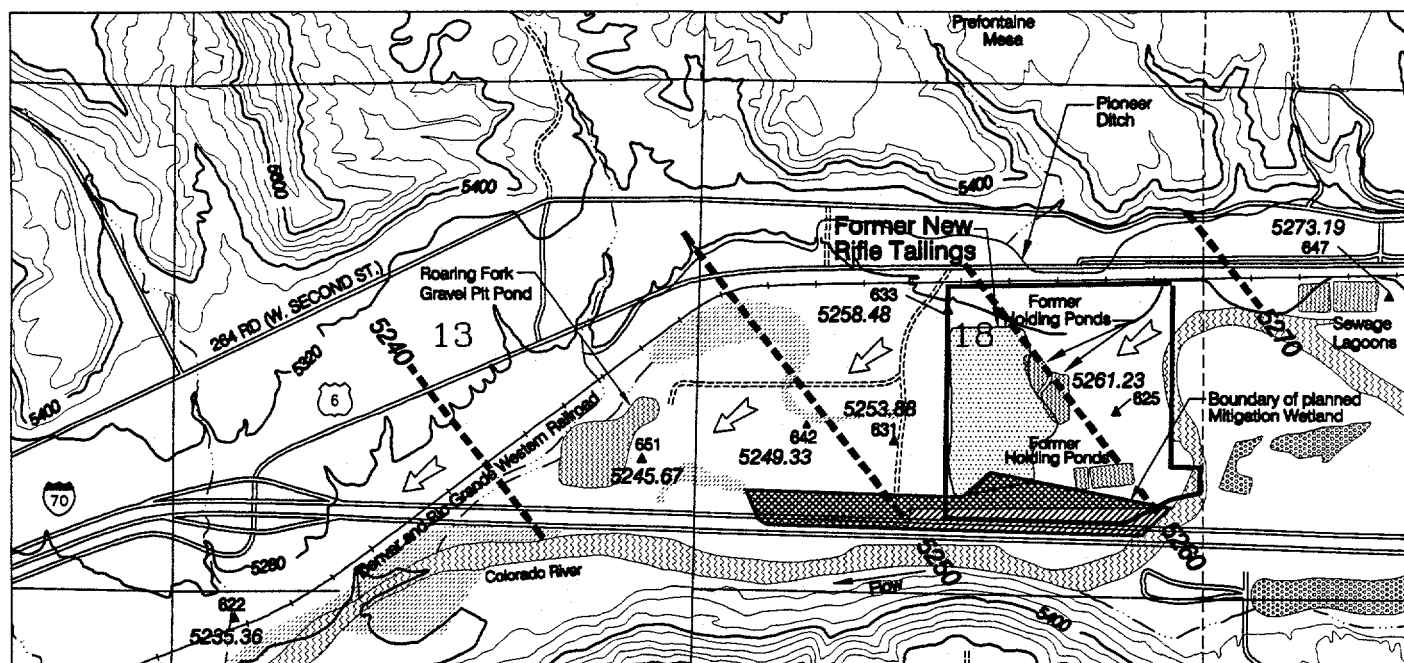 Prefontaine
Mesa
Pioneer
Ditch
5600
5400
5400
Former New
Rifle Tailings
5273.19
647
Roaring Fork
Gravel Pit Pond
264 RD (W. SECOND ST.)
5240
13
5320
633
5258.48
Former
Holding Ponds
18
5270
Sewage
Lagoons
6
5400
5261.23
625
Boundary of planned
Mitigation Wetland
5253.88
631
642
5249.33
651
5245.67
Former
Holding Ponds
Denver and Rio Grande Western Railroad
70
5280
5250
5260
Colorado River
Flow
622
5235.36
5400